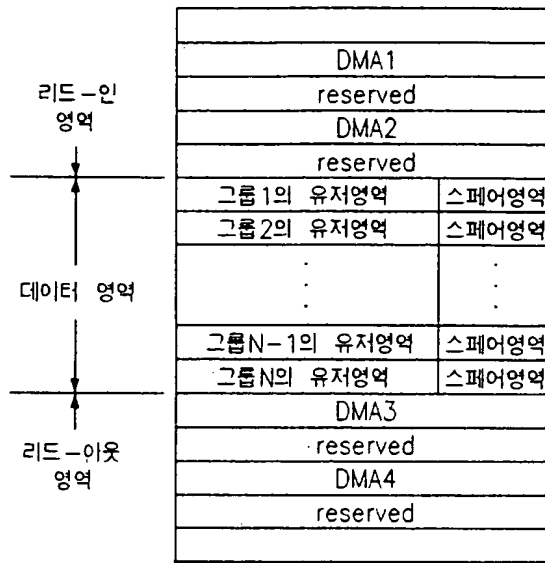 DMA1
reserved
DMA2
reserved
리드-인
영역
그룹1의 유저영역 스페어영역
그룹2의 유저영역 스페어영역
. .
. .
. .
데이터 영역
그룹N-1의 유저영역 스페어영역
그룹N의 유저영역 스페어영역
DMA3
reserved
DMA4
reserved
리드-아웃
영역